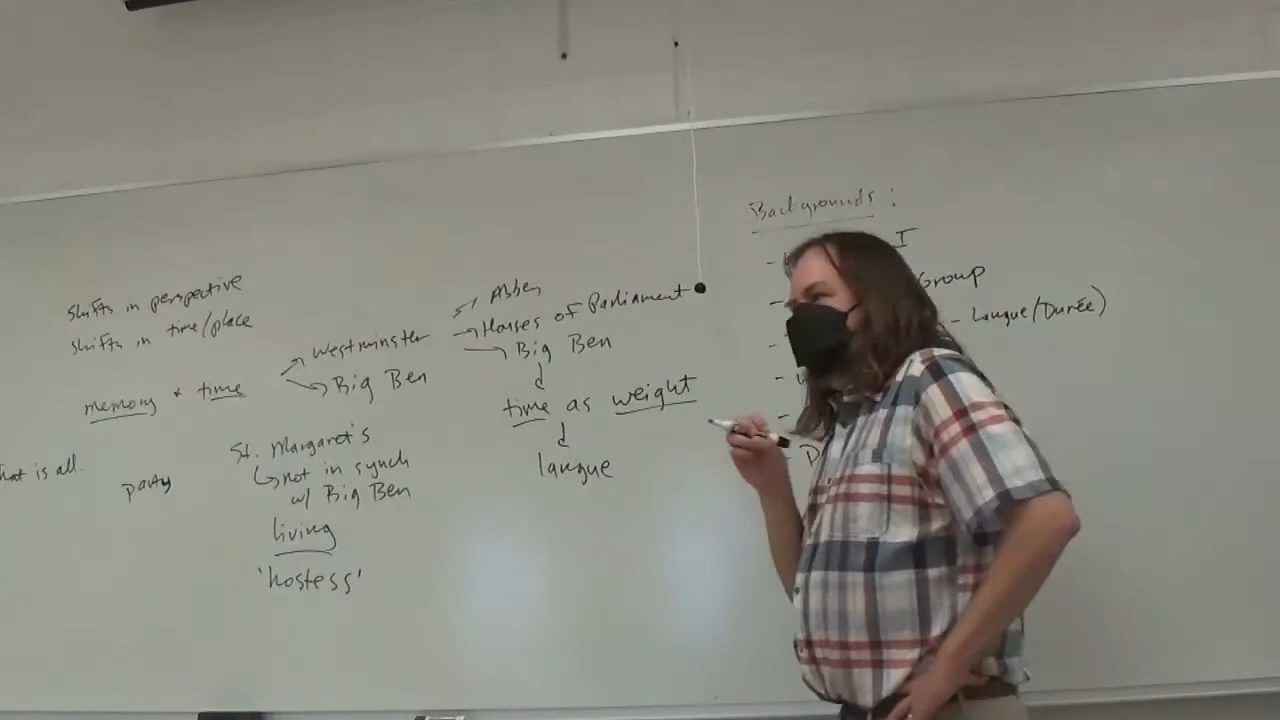 shifts in perspective
shifts in time/place
memory + time
Westminster
Big Ben
Abbey
Houses of Parliament
Big Ben
time as weight
langue
St. Margaret's
not in synch
w/ Big Ben
living
'hostess'
is all.
party
Backgrounds:
- I
- Group
- langue/(Durée)
-
-
-